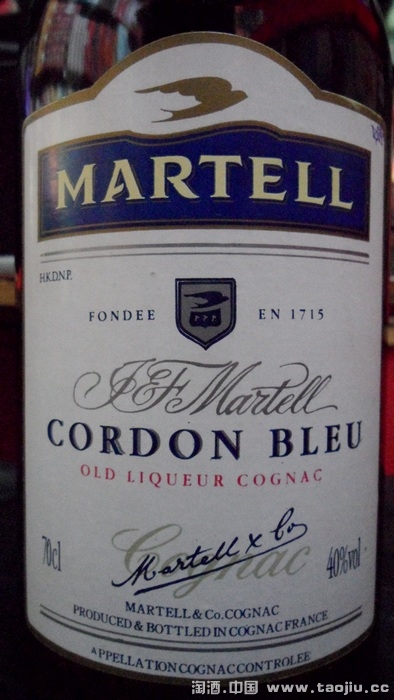 MARTELL
H.K.D.N.P.
FONDEE EN 1715
J&F Martell
CORDON BLEU
OLD LIQUEUR COGNAC
70cl
Cognac
40%vol
Martell & Co
MARTELL & Co. COGNAC
PRODUCED & BOTTLED IN COGNAC FRANCE
APPELLATION COGNAC CONTROLEE
淘酒.中国 www.taojiu.cc